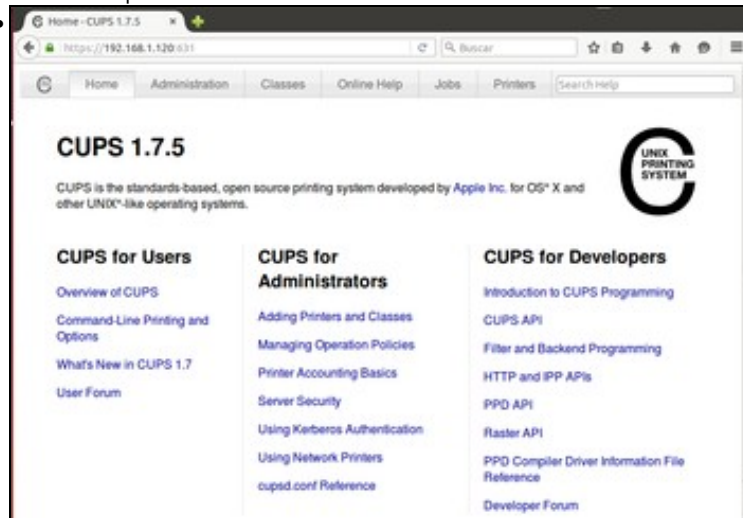 Home - CUPS 1.7.5
https://192.168.1.120:631
Buscar
Home Administration Classes Online Help Jobs Printers Search Help
CUPS 1.7.5
UNIX
PRINTING
SYSTEM
CUPS is the standards-based, open source printing system developed by Apple Inc. for OS® X and
other UNIX®-like operating systems.
CUPS for Users
Overview of CUPS
Command-Line Printing and
Options
What's New in CUPS 1.7
User Forum
CUPS for
Administrators
Adding Printers and Classes
Managing Operation Policies
Printer Accounting Basics
Server Security
Using Kerberos Authentication
Using Network Printers
cupsd.conf Reference
CUPS for Developers
Introduction to CUPS Programming
CUPS API
Filter and Backend Programming
HTTP and IPP APIs
PPD API
Raster API
PPD Compiler Driver Information File
Reference
Developer Forum